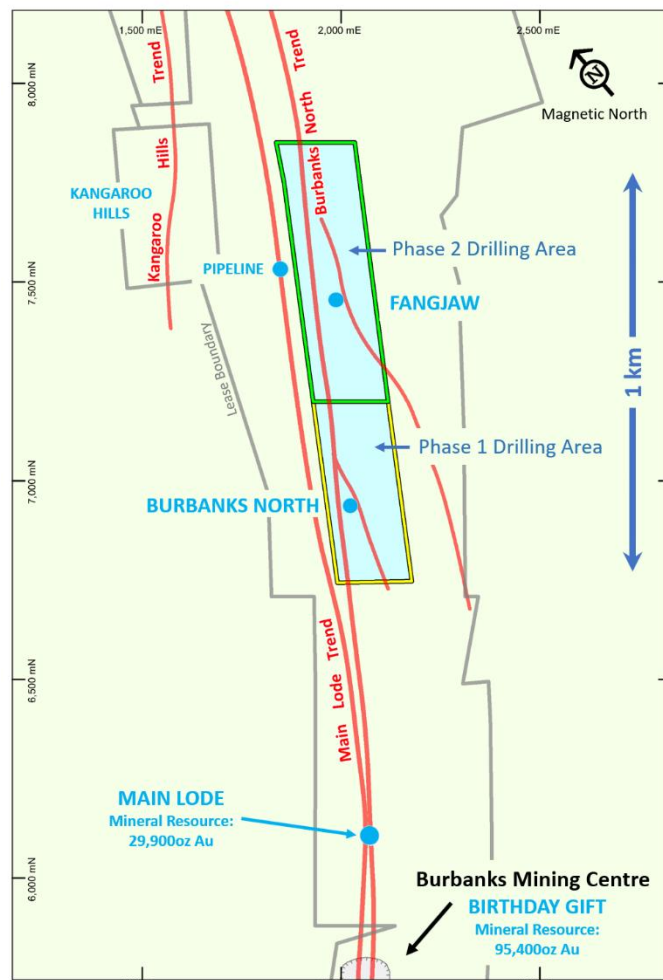 1,500 mE
2,000 mE
2,500 mE
8,000 mN
7,500 mN
7,000 mN
6,500 mN
6,000 mN
N
Magnetic North
Kangaroo Hills Trend
Burbanks North Trend
KANGAROO
HILLS
PIPELINE
Phase 2 Drilling Area
FANGJAW
Lease Boundary
1 km
Phase 1 Drilling Area
BURBANKS NORTH
Main Lode Trend
MAIN LODE
Mineral Resource:
29,900oz Au
Burbanks Mining Centre
BIRTHDAY GIFT
Mineral Resource:
95,400oz Au